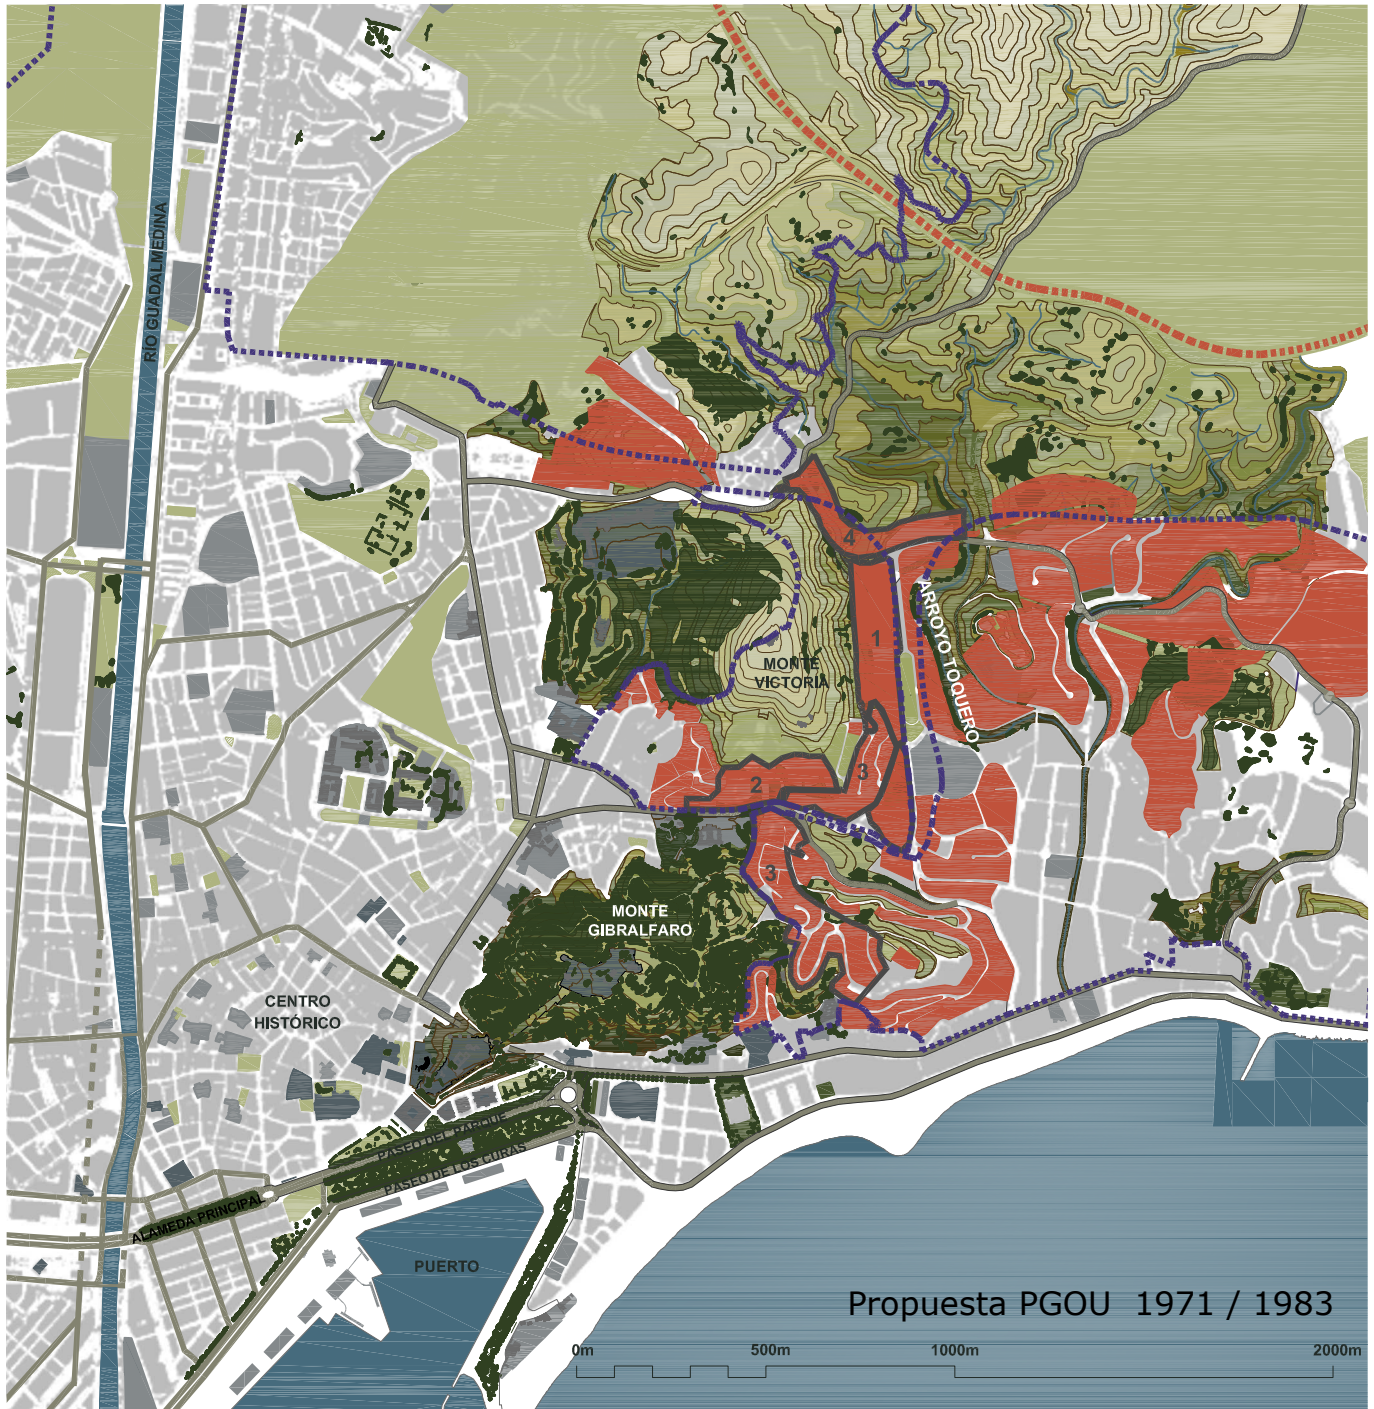 RÍO GUADALMEDINA
4
1
ARROYO TOQUERO
MONTE
VICTORIA
2
3
3
MONTE
GIBRALFARO
CENTRO
HISTÓRICO
PASEO DEL PARQUE
PASEO DE LOS CURAS
ALAMEDA PRINCIPAL
PUERTO
Propuesta PGOU 1971 / 1983
0m 500m 1000m 2000m